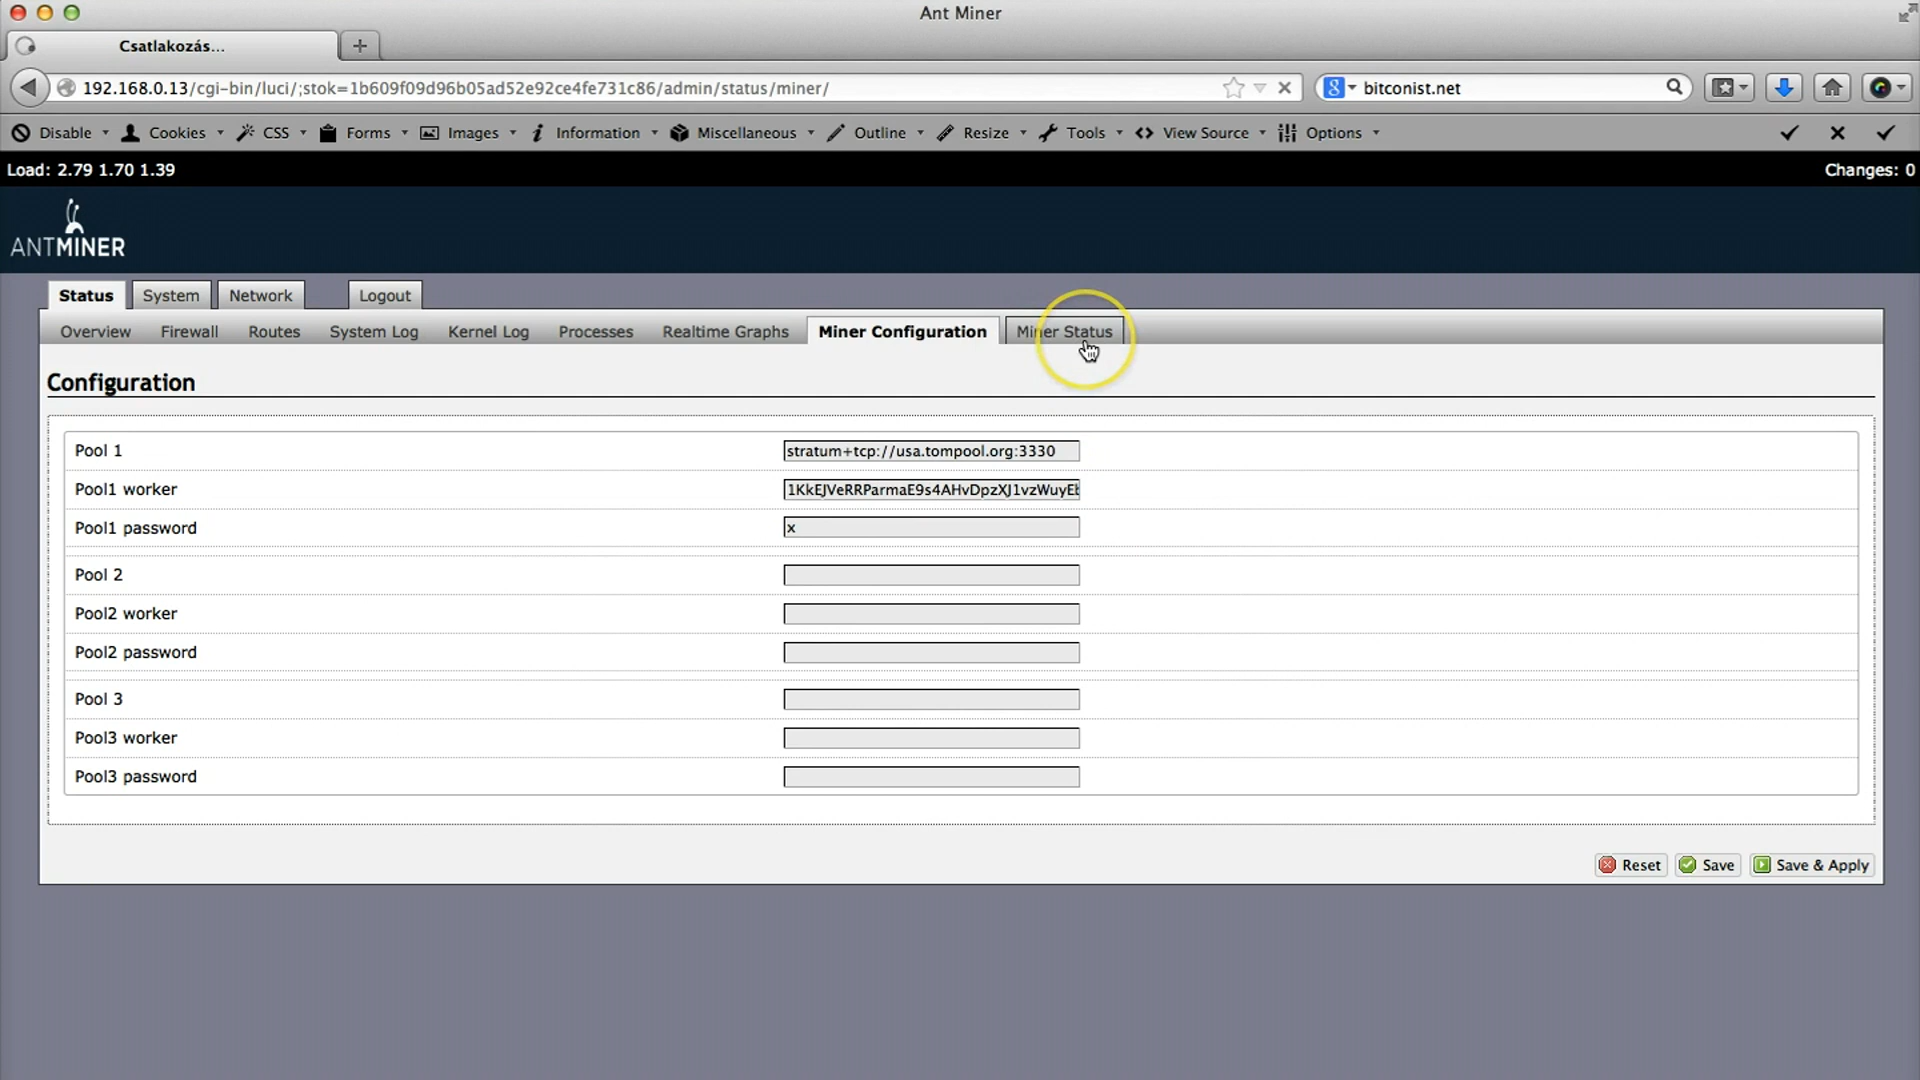 Ant Miner
Csatlakozás...
192.168.0.13/cgi-bin/luci/;stok=1b609f09d96b05ad52e92ce4fe731c86/admin/status/miner/
bitconist.net
Disable Cookies CSS Forms Images Information Miscellaneous Outline Resize Tools View Source Options
Load: 2.79 1.70 1.39 Changes: 0
ANTMINER
Status System Network Logout
Overview Firewall Routes System Log Kernel Log Processes Realtime Graphs Miner Configuration Miner Status
Configuration
Pool 1 stratum+tcp://usa.tompool.org:3330
Pool1 worker 1KkEJVeRRParmaE9s4AHvDpzXJ1vzWuyEb
Pool1 password x
Pool 2
Pool2 worker
Pool2 password
Pool 3
Pool3 worker
Pool3 password
Reset Save Save & Apply